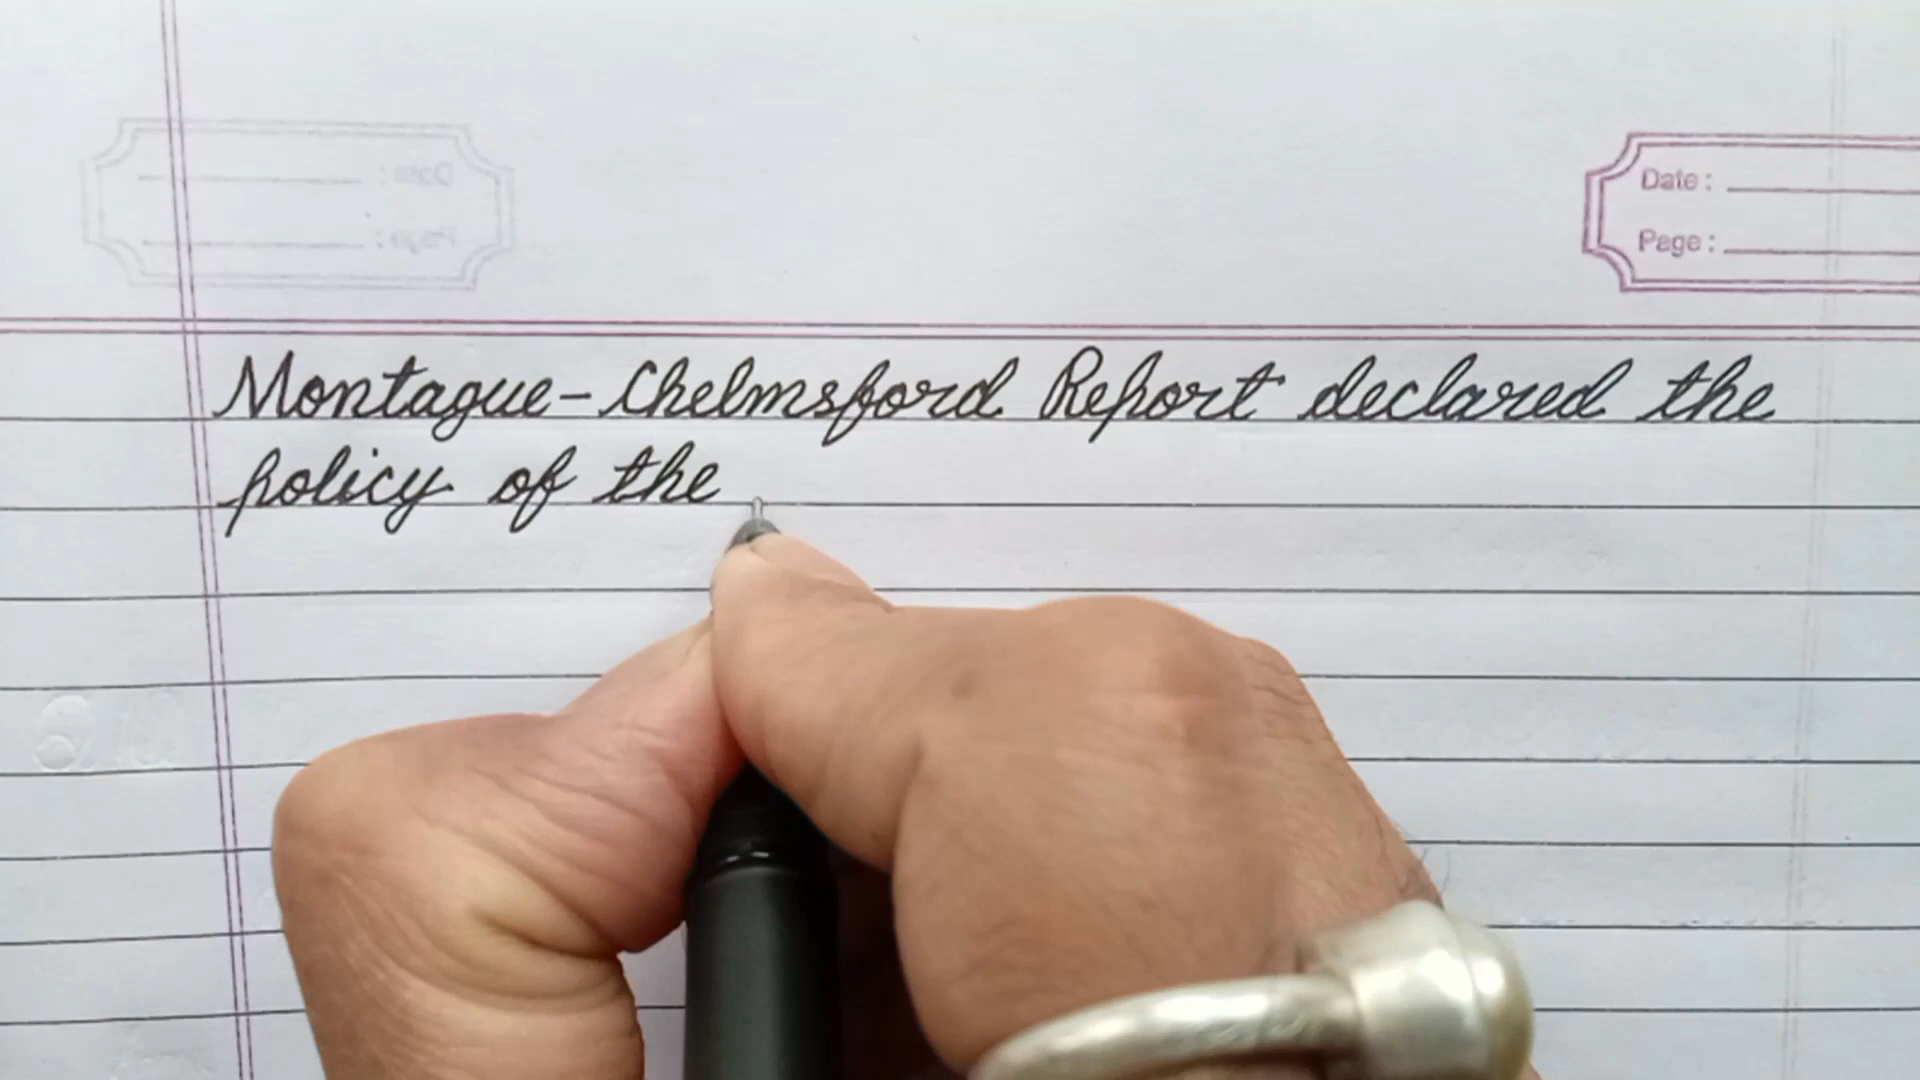 Date :
Page :
Montague-Chelmsford Report declared the
policy of the